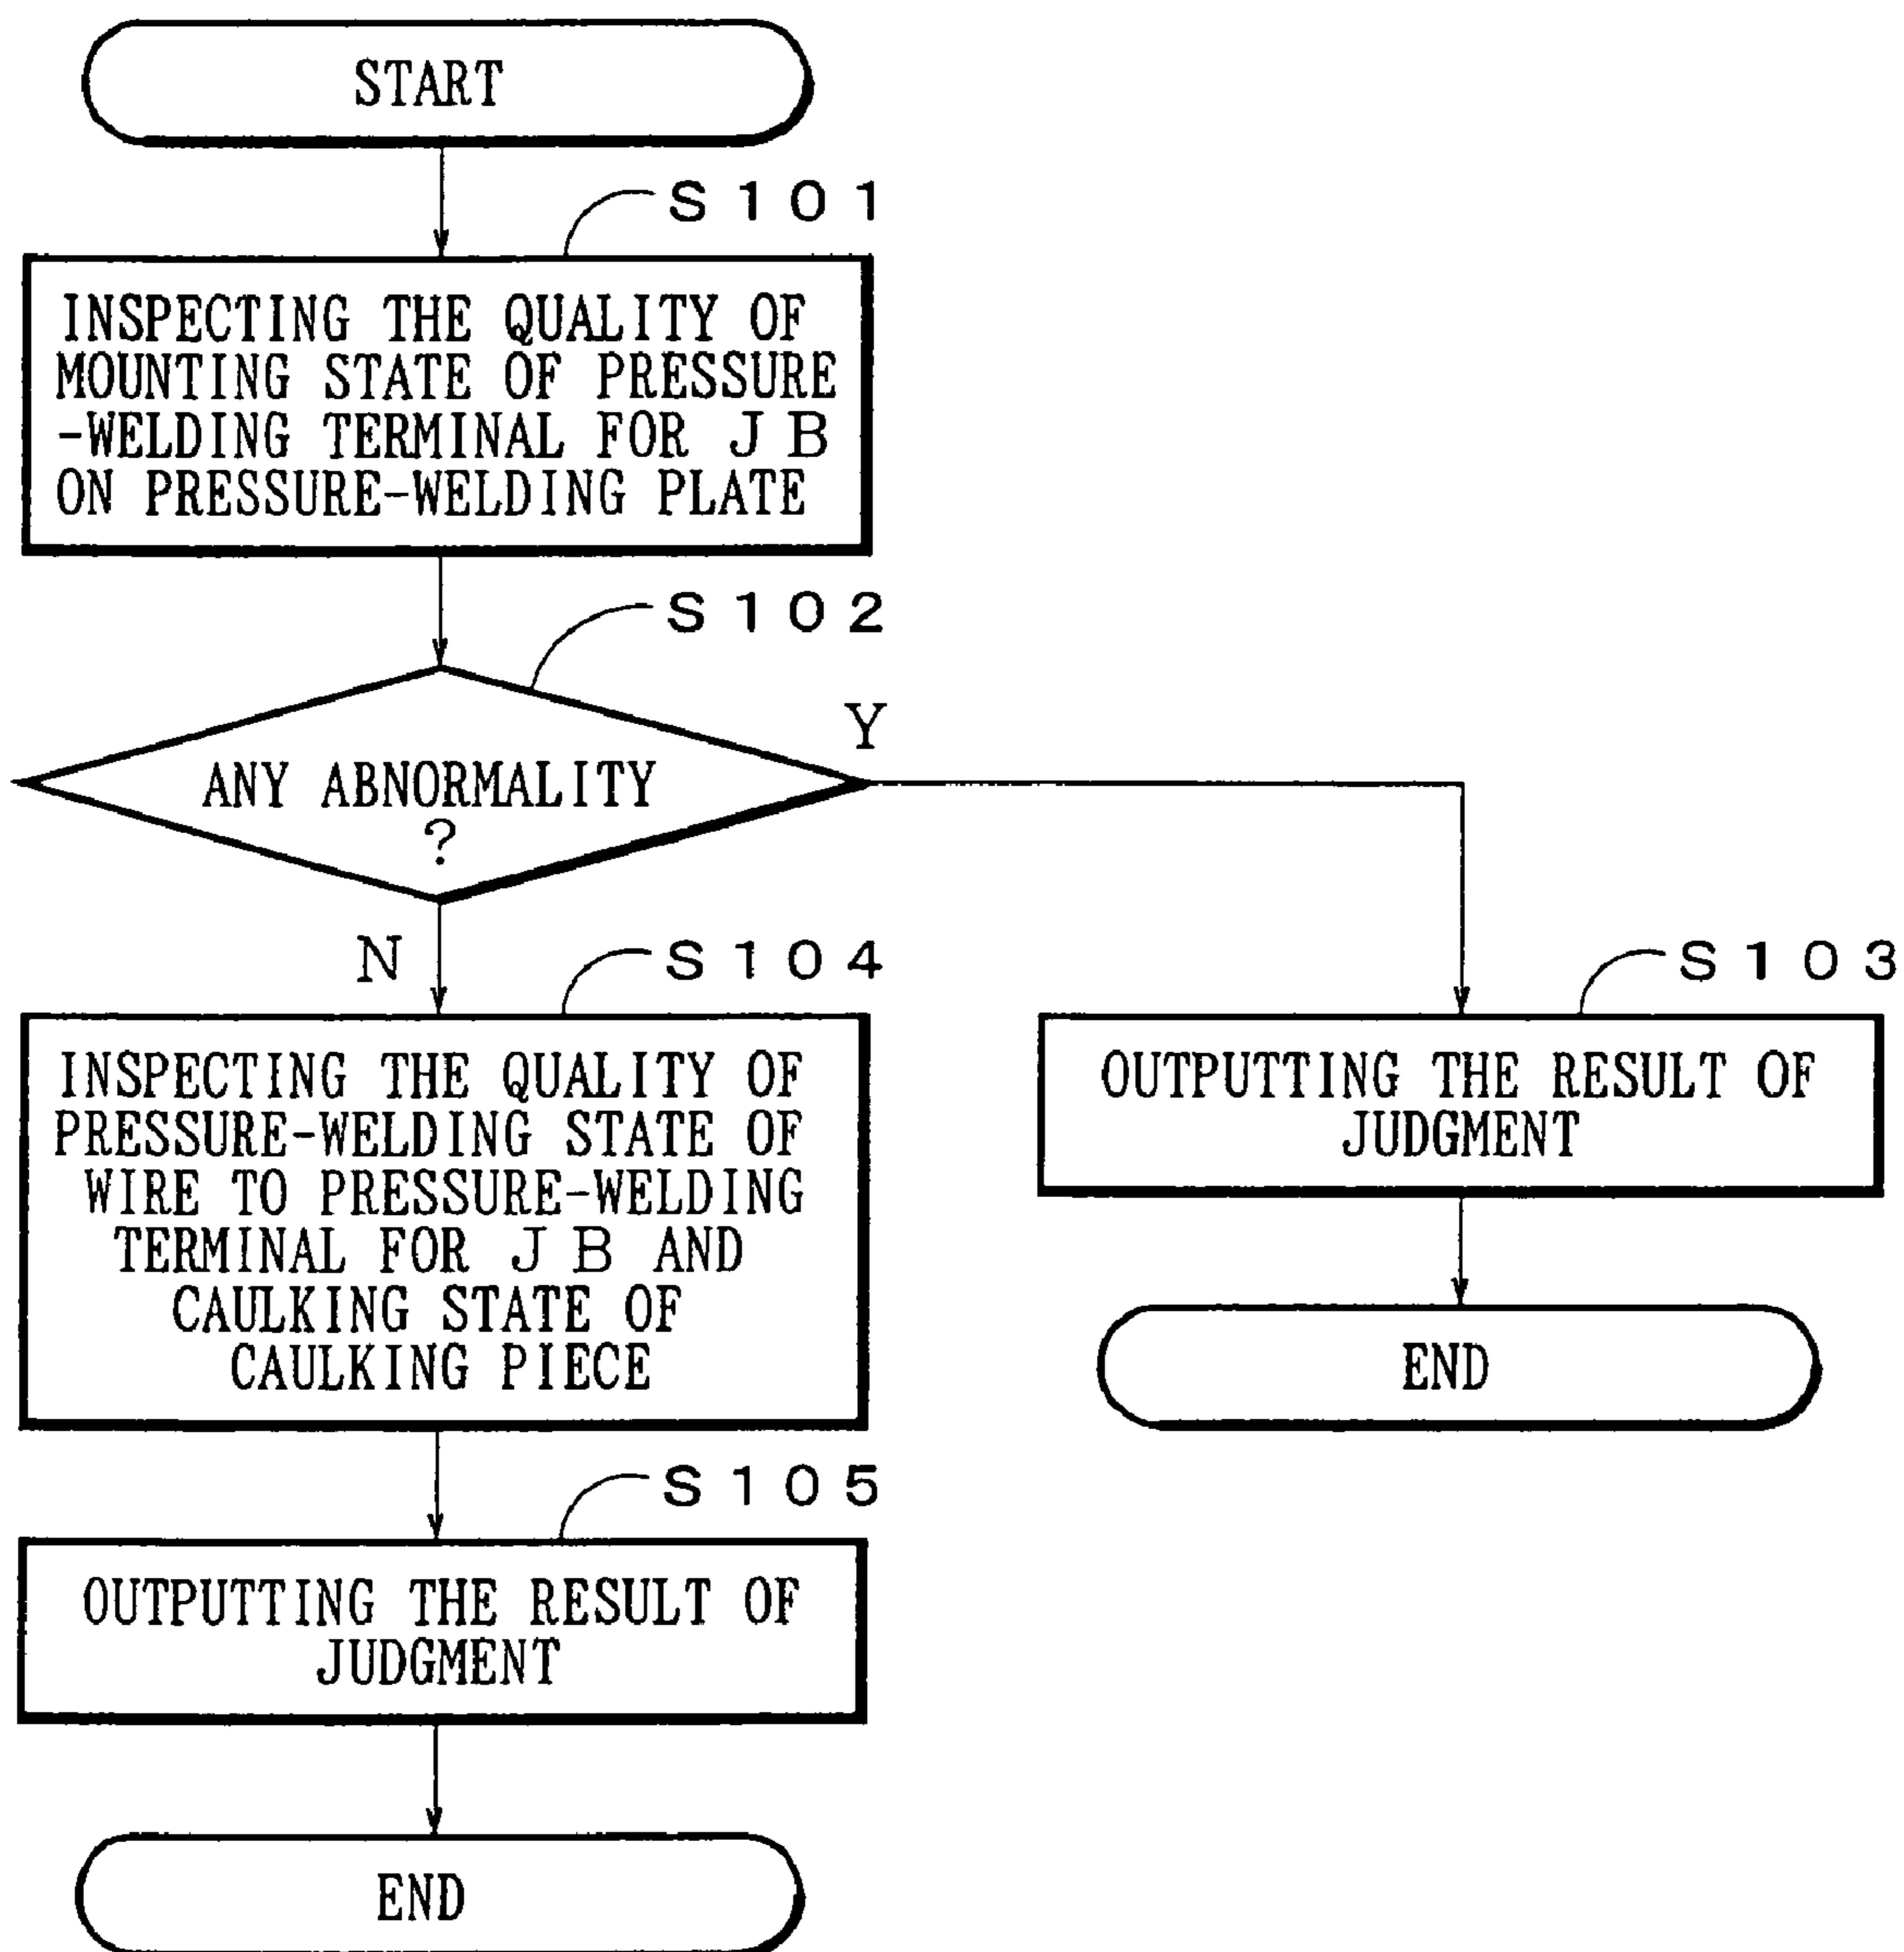 START
S101
INSPECTING THE QUALITY OF
MOUNTING STATE OF PRESSURE
-WELDING TERMINAL FOR JB
ON PRESSURE-WELDING PLATE
S102
ANY ABNORMALITY
?
Y
N
S104
INSPECTING THE QUALITY OF
PRESSURE-WELDING STATE OF
WIRE TO PRESSURE-WELDING
TERMINAL FOR JB AND
CAULKING STATE OF
CAULKING PIECE
S103
OUTPUTTING THE RESULT OF
JUDGMENT
END
S105
OUTPUTTING THE RESULT OF
JUDGMENT
END